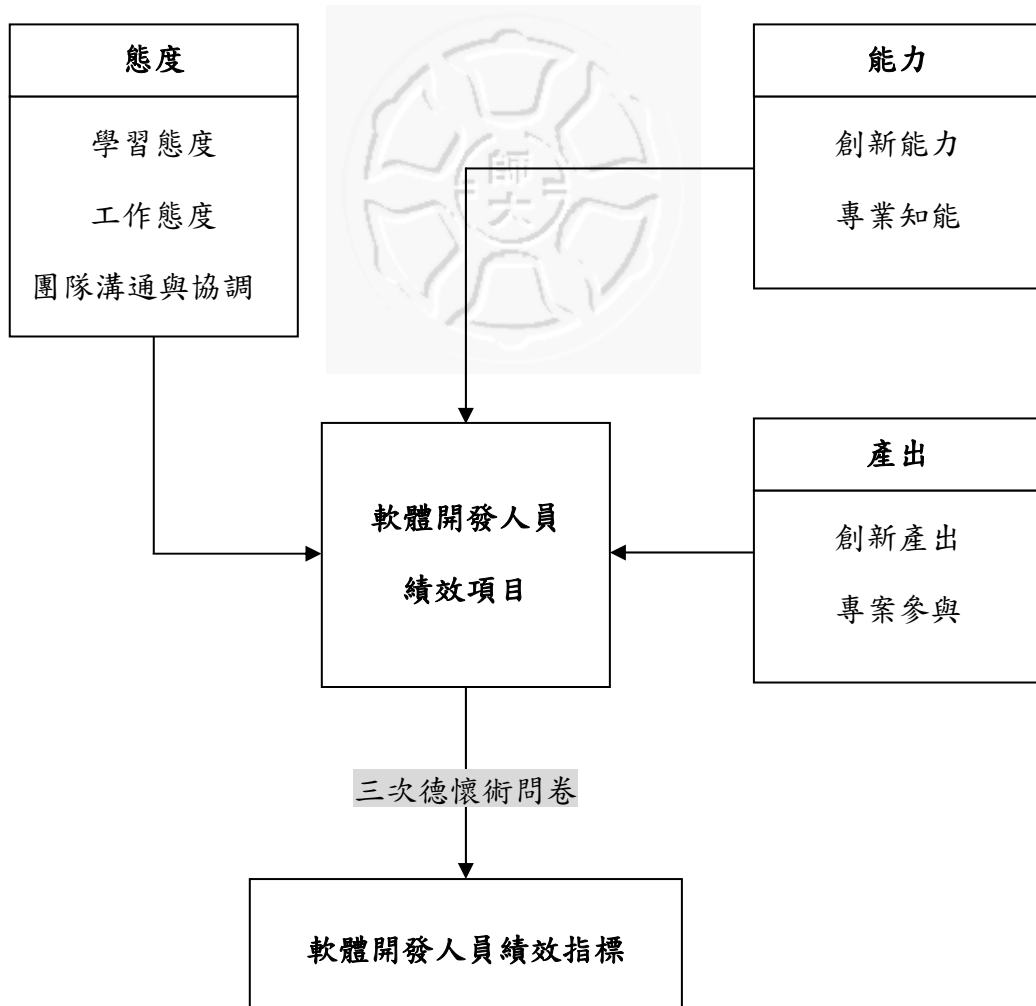 態度
學習態度
工作態度
團隊溝通與協調
能力
創新能力
專業知能
師大
產出
創新產出
專案參與
軟體開發人員
績效項目
三次德懷術問卷
軟體開發人員績效指標